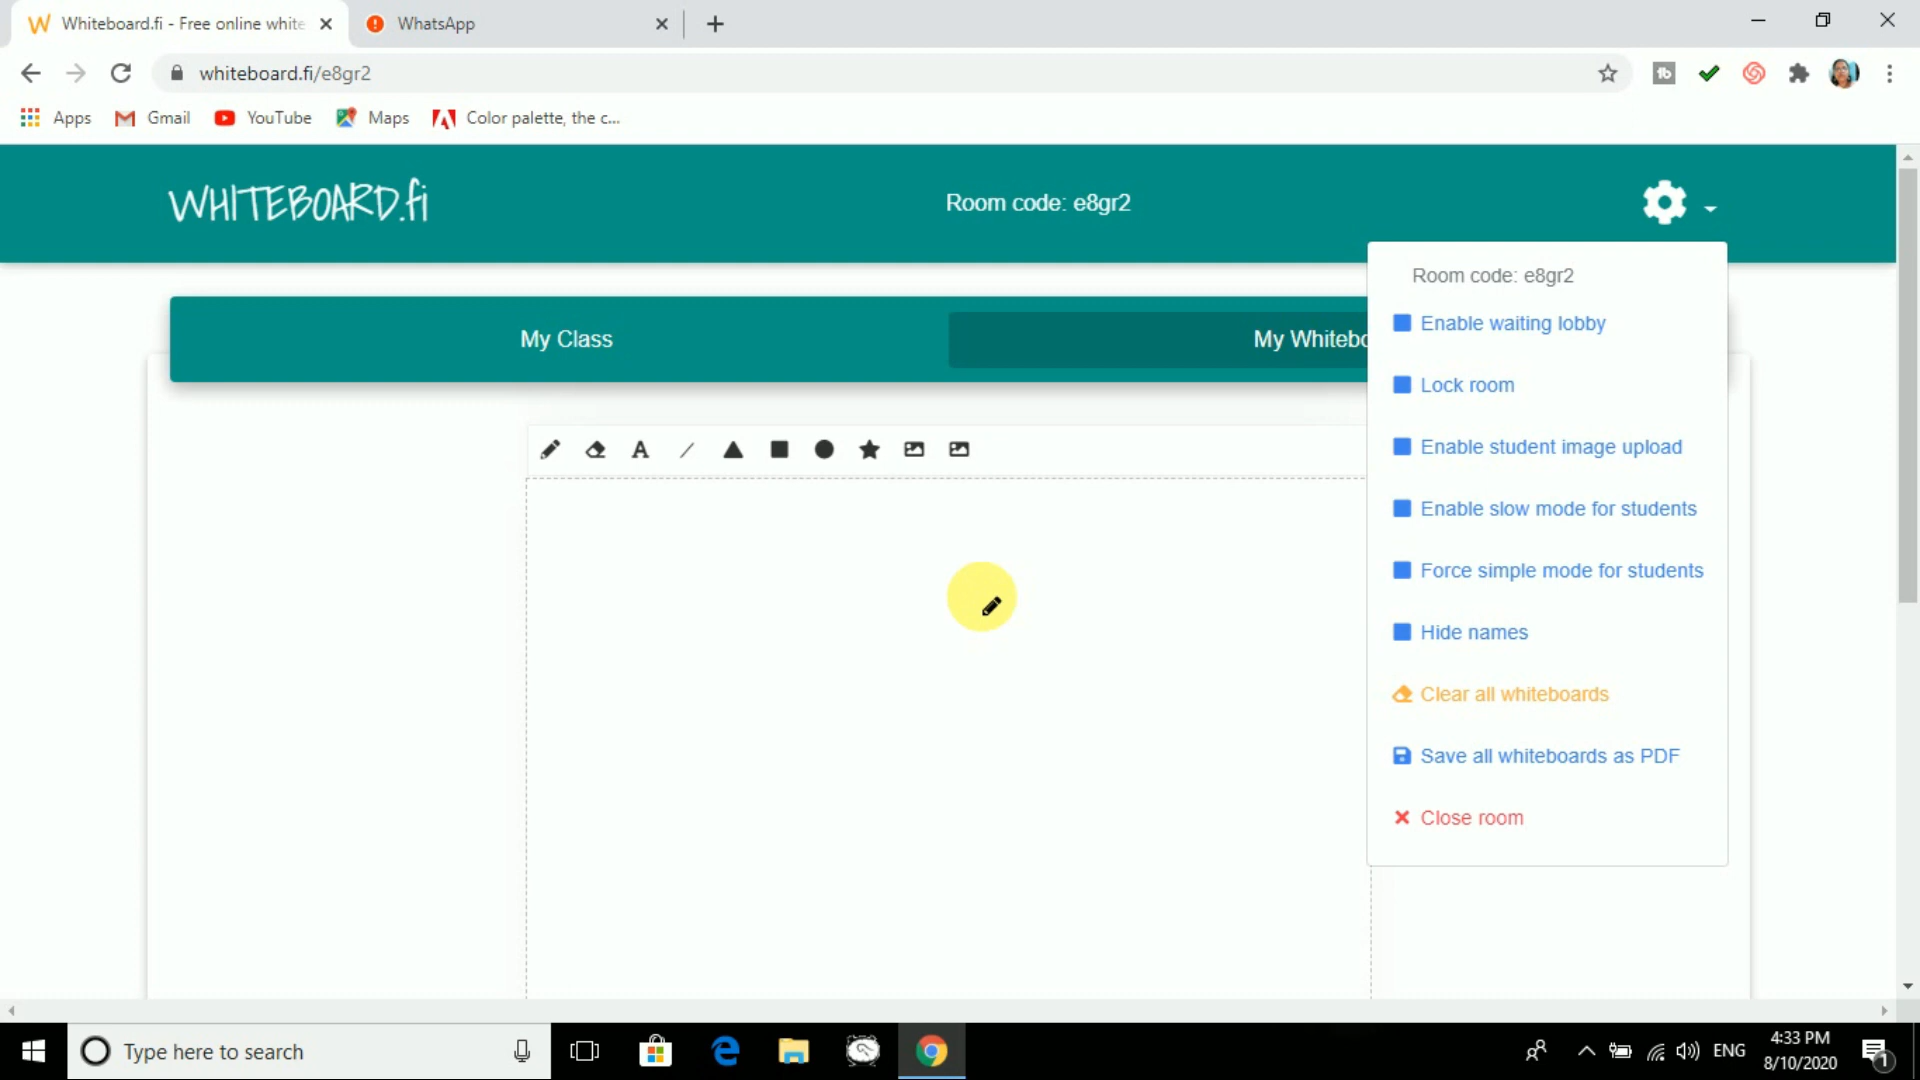 Whiteboard.fi - Free online white
WhatsApp
whiteboard.fi/e8gr2
Apps
Gmail
YouTube
Maps
Color palette, the c...
WHITEBOARD.fi
Room code: e8gr2
Room code: e8gr2
Enable waiting lobby
Lock room
Enable student image upload
Enable slow mode for students
Force simple mode for students
Hide names
Clear all whiteboards
Save all whiteboards as PDF
Close room
My Class
My Whitebo
A
Type here to search
ENG
4:33 PM
8/10/2020
1